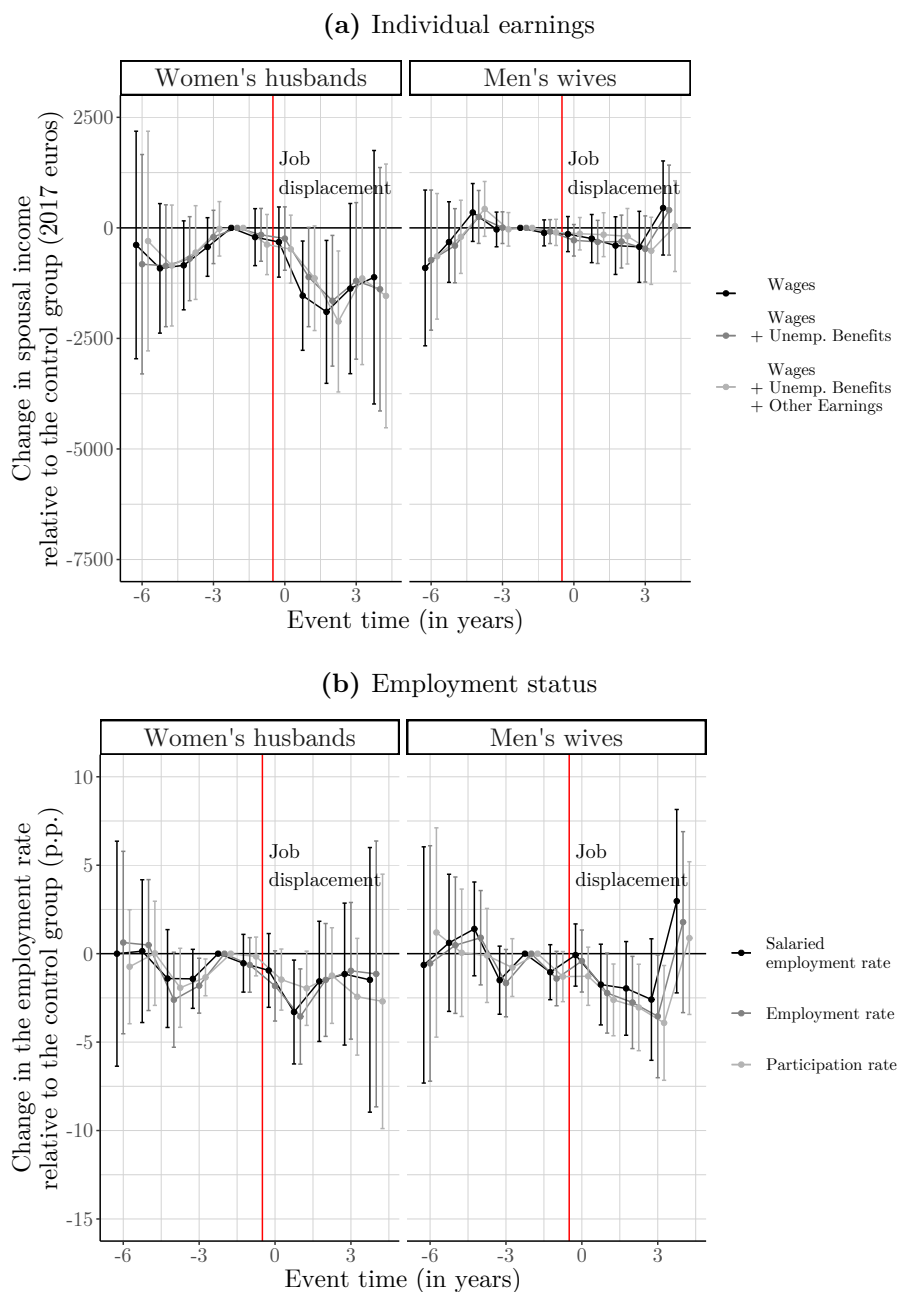 (a) Individual earnings
Women's husbands
Men's wives
Change in spousal income
relative to the control group (2017 euros)
2500
0
-2500
-5000
-7500
Job
displacement
Job
displacement
-6 -3 0 3
-6 -3 0 3
Event time (in years)
Wages
Wages
+ Unemp. Benefits
Wages
+ Unemp. Benefits
+ Other Earnings
(b) Employment status
Women's husbands
Men's wives
Change in the employment rate
relative to the control group (p.p.)
10
5
0
-5
-10
-15
Job
displacement
Job
displacement
-6 -3 0 3
-6 -3 0 3
Event time (in years)
Salaried
employment rate
Employment rate
Participation rate